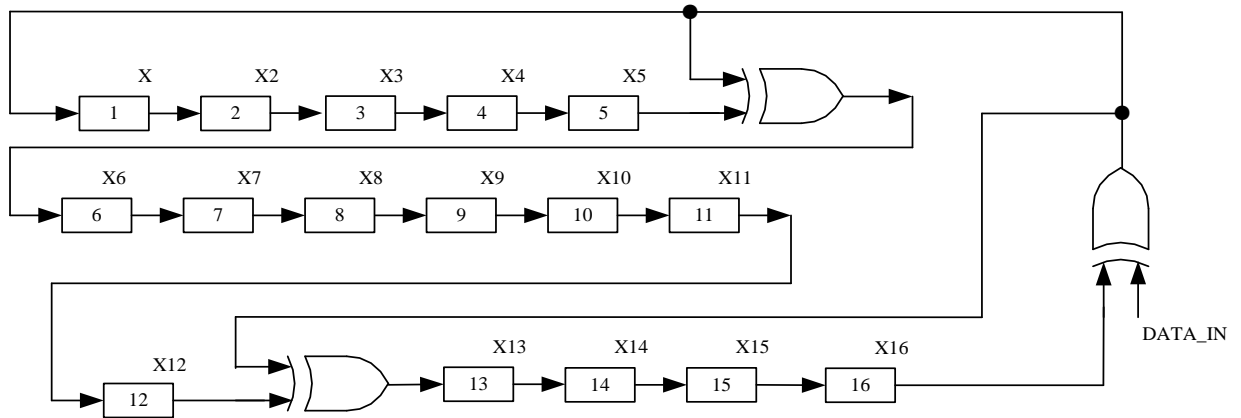 X X2 X3 X4 X5
1 2 3 4 5
X6 X7 X8 X9 X10 X11
6 7 8 9 10 11
DATA_IN
X12 X13 X14 X15 X16
12 13 14 15 16